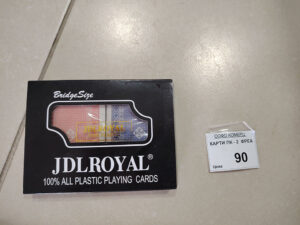 BridgeSize
JDLROYAL®
100% ALL PLASTIC PLAYING CARDS
КАРТИ ПК - 2
90